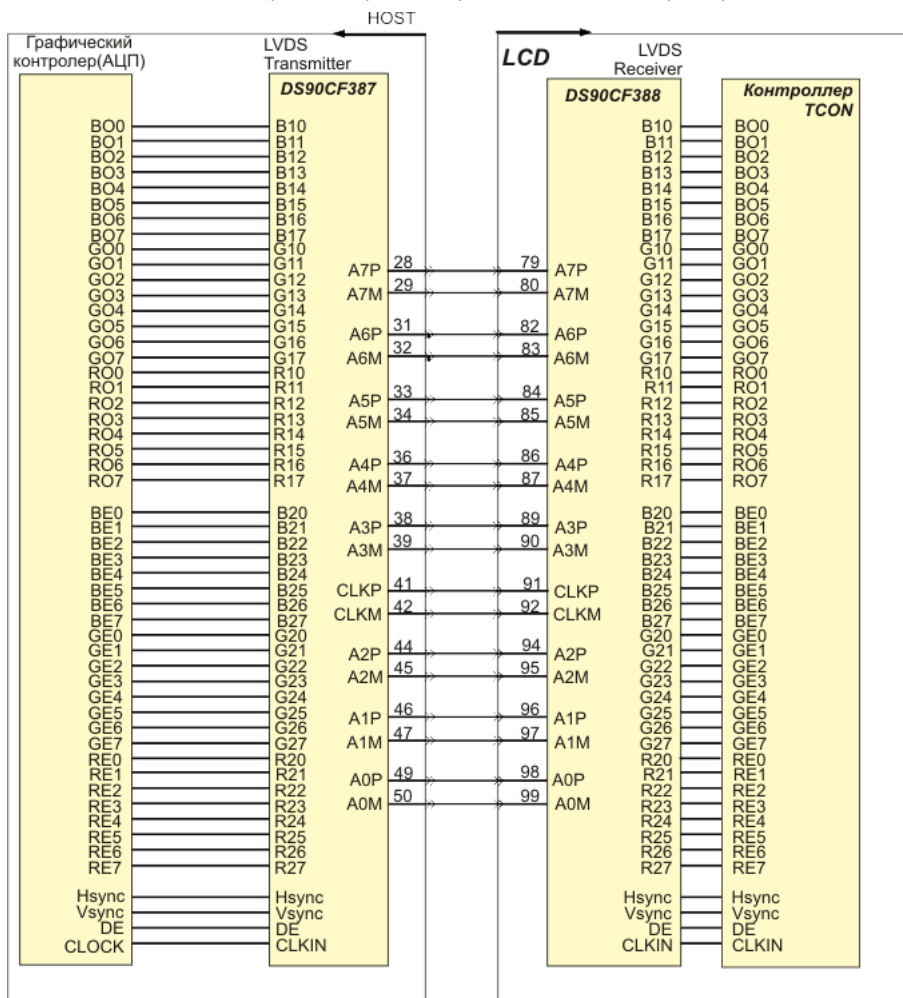 HOST
Графический
контролер(АЦП)
LVDS
Transmitter
LCD
LVDS
Receiver
DS90CF387
DS90CF388
Контроллер
TCON
BO0 B10 B10 BO0
BO1 B11 B11 BO1
BO2 B12 B12 BO2
BO3 B13 B13 BO3
BO4 B14 B14 BO4
BO5 B15 B15 BO5
BO6 B16 B16 BO6
BO7 B17 B17 BO7
GO0 G10 G10 GO0
GO1 G11 G11 GO1
GO2 G12 G12 GO2
GO3 G13 G13 GO3
GO4 G14 G14 GO4
GO5 G15 G15 GO5
GO6 G16 G16 GO6
GO7 G17 G17 GO7
RO0 R10 R10 RO0
RO1 R11 R11 RO1
RO2 R12 R12 RO2
RO3 R13 R13 RO3
RO4 R14 R14 RO4
RO5 R15 R15 RO5
RO6 R16 R16 RO6
RO7 R17 R17 RO7
BE0 B20 B20 BE0
BE1 B21 B21 BE1
BE2 B22 B22 BE2
BE3 B23 B23 BE3
BE4 B24 B24 BE4
BE5 B25 B25 BE5
BE6 B26 B26 BE6
BE7 B27 B27 BE7
GE0 G20 G20 GE0
GE1 G21 G21 GE1
GE2 G22 G22 GE2
GE3 G23 G23 GE3
GE4 G24 G24 GE4
GE5 G25 G25 GE5
GE6 G26 G26 GE6
GE7 G27 G27 GE7
RE0 R20 R20 RE0
RE1 R21 R21 RE1
RE2 R22 R22 RE2
RE3 R23 R23 RE3
RE4 R24 R24 RE4
RE5 R25 R25 RE5
RE6 R26 R26 RE6
RE7 R27 R27 RE7
Hsync Hsync Hsync Hsync
Vsync Vsync Vsync Vsync
DE DE DE DE
CLOCK CLKIN CLKIN CLKIN
A7P 28 79 A7P
A7M 29 80 A7M
A6P 31 82 A6P
A6M 32 83 A6M
A5P 33 84 A5P
A5M 34 85 A5M
A4P 36 86 A4P
A4M 37 87 A4M
A3P 38 89 A3P
A3M 39 90 A3M
CLKP 41 91 CLKP
CLKM 42 92 CLKM
A2P 44 94 A2P
A2M 45 95 A2M
A1P 46 96 A1P
A1M 47 97 A1M
A0P 49 98 A0P
A0M 50 99 A0M